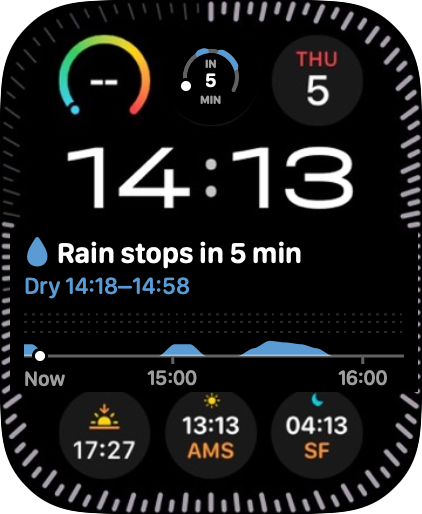 --
IN
5
MIN
THU
5
14:13
Rain stops in 5 min
Dry 14:18–14:58
Now
15:00
16:00
17:27
13:13
AMS
04:13
SF